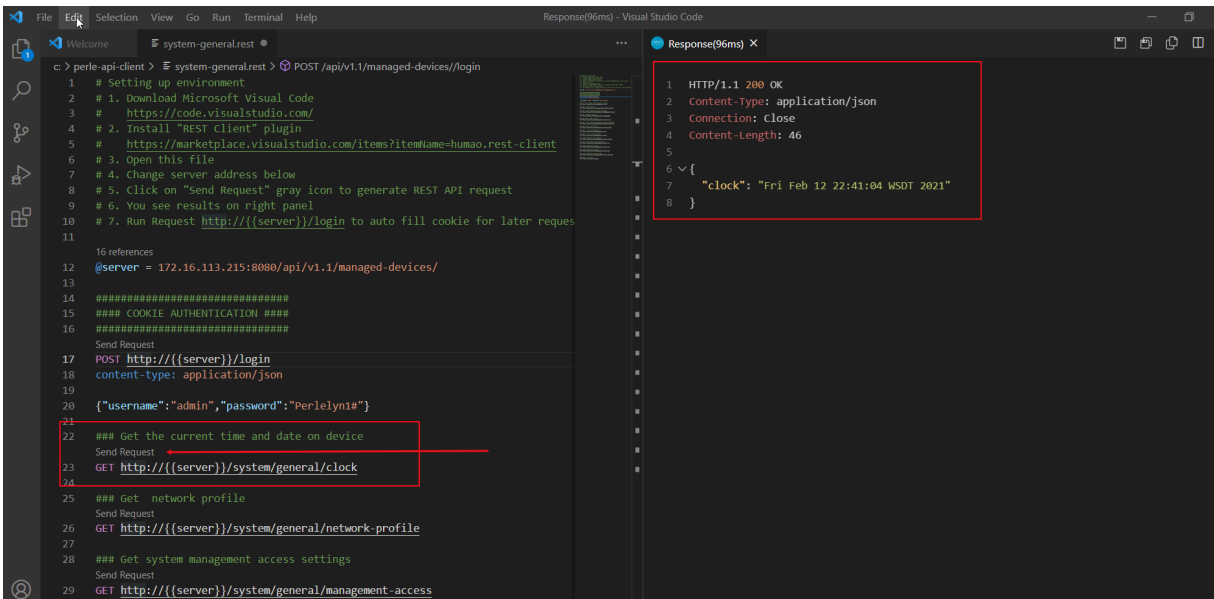 File Edit Selection View Go Run Terminal Help Response(96ms) - Visual Studio Code
Welcome system-general.rest ● ···
c: > perle-api-client > system-general.rest > POST /api/v1.1/managed-devices//login
1 # Setting up environment
2 # 1. Download Microsoft Visual Code
3 # https://code.visualstudio.com/
4 # 2. Install "REST Client" plugin
5 # https://marketplace.visualstudio.com/items?itemName=humao.rest-client
6 # 3. Open this file
7 # 4. Change server address below
8 # 5. Click on "Send Request" gray icon to generate REST API request
9 # 6. You see results on right panel
10 # 7. Run Request http://{{server}}/login to auto fill cookie for later reques
11
16 references
12 @server = 172.16.113.215:8080/api/v1.1/managed-devices/
13
14 ##############################
15 #### COOKIE AUTHENTICATION ####
16 ##############################
Send Request
17 POST http://{{server}}/login
18 content-type: application/json
19
20 {"username":"admin","password":"Perlelyn1#"}
21
22 ### Get the current time and date on device
Send Request
23 GET http://{{server}}/system/general/clock
24
25 ### Get  network profile
Send Request
26 GET http://{{server}}/system/general/network-profile
27
28 ### Get system management access settings
Send Request
29 GET http://{{server}}/system/general/management-access
1
Response(96ms) ×
1 HTTP/1.1 200 OK
2 Content-Type: application/json
3 Connection: Close
4 Content-Length: 46
5
6 {
7 "clock": "Fri Feb 12 22:41:04 WSDT 2021"
8 }